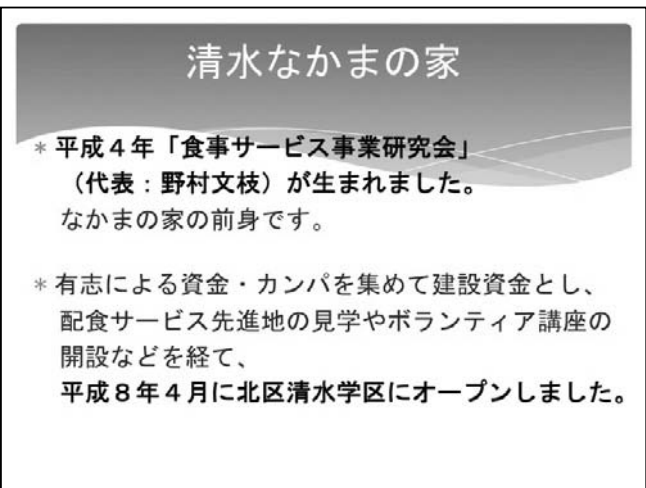 清水なかまの家
* 平成４年「食事サービス事業研究会」
（代表：野村文枝）が生まれました。
なかまの家の前身です。
* 有志による資金・カンパを集めて建設資金とし、
配食サービス先進地の見学やボランティア講座の
開設などを経て、
平成８年４月に北区清水学区にオープンしました。